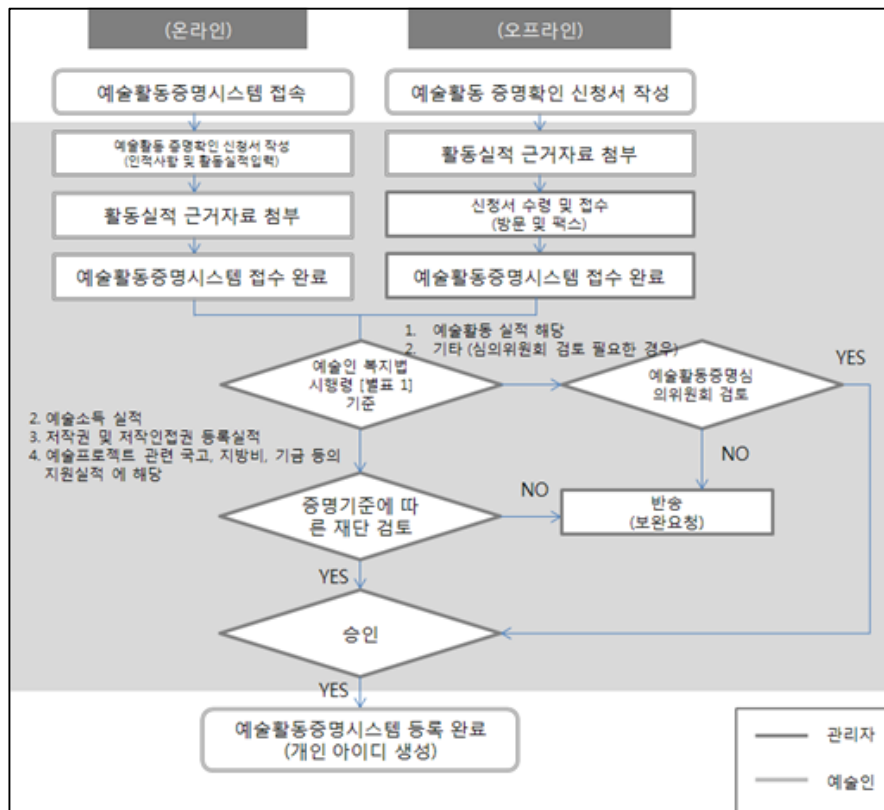 (온라인)
(오프라인)
예술활동증명시스템 접속
예술활동 증명확인 신청서 작성
예술활동 증명확인 신청서 작성
(인적사항 및 활동실적입력)
활동실적 근거자료 첨부
활동실적 근거자료 첨부
신청서 수령 및 접수
(방문 및 팩스)
예술활동증명시스템 접수 완료
예술활동증명시스템 접수 완료
1. 예술활동 실적 해당
2. 기타 (심의위원회 검토 필요한 경우)
예술인 복지법
시행령 [별표 1]
기준
예술활동증명심
의위원회 검토
YES
2. 예술소득 실적
3. 저작권 및 저작인접권 등록실적
4. 예술프로젝트 관련 국고, 지방비, 기금 등의
지원실적 에 해당
NO
증명기준에 따
른 재단 검토
NO
반송
(보완요청)
YES
승인
YES
예술활동증명시스템 등록 완료
(개인 아이디 생성)
관리자
예술인